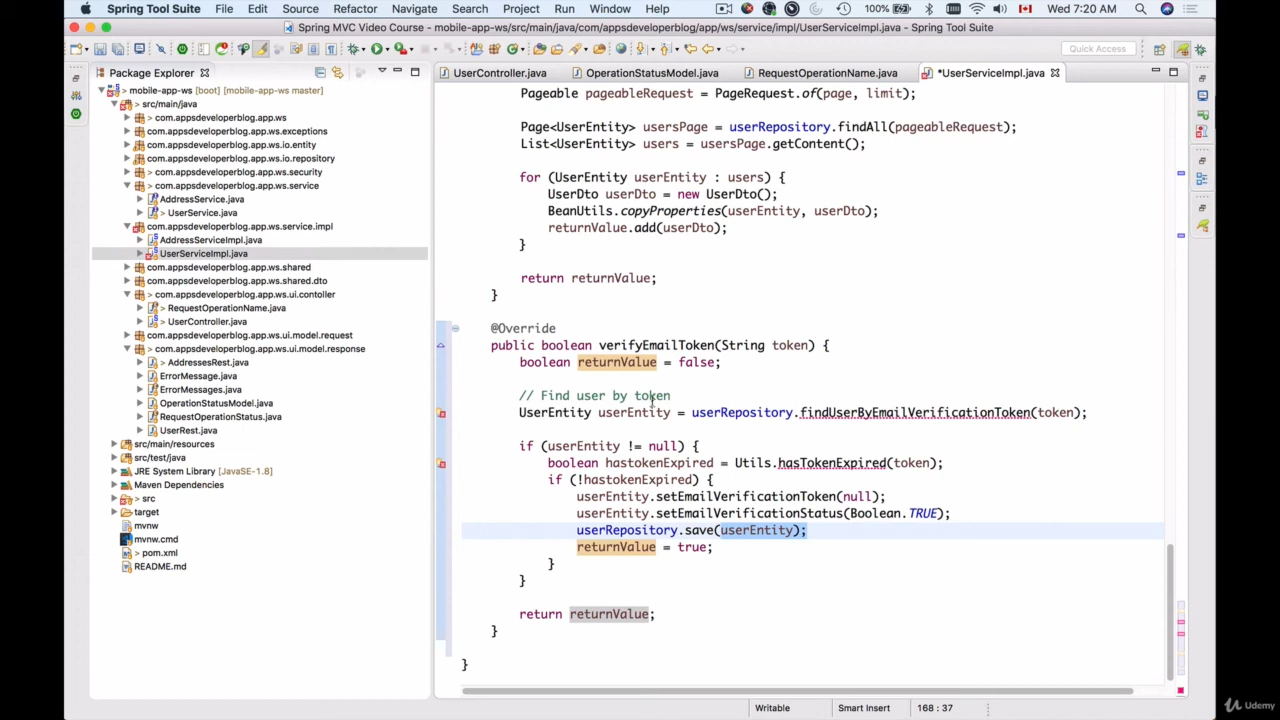 Spring Tool Suite File Edit Source Refactor Navigate Search Project Run Window Help 100% Wed 7:20 AM
Spring MVC Video Course - mobile-app-ws/src/main/java/com/appsdeveloperblog/app/ws/service/impl/UserServiceImpl.java - Spring Tool Suite
Quick Access
Package Explorer
mobile-app-ws [boot] [mobile-app-ws master]
src/main/java
com.appsdeveloperblog.app.ws
com.appsdeveloperblog.app.ws.exceptions
com.appsdeveloperblog.app.ws.io.entity
> com.appsdeveloperblog.app.ws.io.repository
com.appsdeveloperblog.app.ws.security
> com.appsdeveloperblog.app.ws.service
AddressService.java
> UserService.java
com.appsdeveloperblog.app.ws.service.impl
> AddressServiceImpl.java
UserServiceImpl.java
com.appsdeveloperblog.app.ws.shared
com.appsdeveloperblog.app.ws.shared.dto
> com.appsdeveloperblog.app.ws.ui.contoller
> RequestOperationName.java
> UserController.java
com.appsdeveloperblog.app.ws.ui.model.request
> com.appsdeveloperblog.app.ws.ui.model.response
> AddressesRest.java
ErrorMessage.java
ErrorMessages.java
OperationStatusModel.java
RequestOperationStatus.java
UserRest.java
src/main/resources
src/test/java
JRE System Library [JavaSE-1.8]
Maven Dependencies
> src
target
mvnw
mvnw.cmd
> pom.xml
README.md
UserController.java OperationStatusModel.java RequestOperationName.java *UserServiceImpl.java
Pageable pageableRequest = PageRequest.of(page, limit);
Page<UserEntity> usersPage = userRepository.findAll(pageableRequest);
List<UserEntity> users = usersPage.getContent();
for (UserEntity userEntity : users) {
UserDto userDto = new UserDto();
BeanUtils.copyProperties(userEntity, userDto);
returnValue.add(userDto);
}
return returnValue;
}
@Override
public boolean verifyEmailToken(String token) {
boolean returnValue = false;
// Find user by token
UserEntity userEntity = userRepository.findUserByEmailVerificationToken(token);
if (userEntity != null) {
boolean hastokenExpired = Utils.hasTokenExpired(token);
if (!hastokenExpired) {
userEntity.setEmailVerificationToken(null);
userEntity.setEmailVerificationStatus(Boolean.TRUE);
userRepository.save(userEntity);
returnValue = true;
}
}
return returnValue;
}
}
Writable Smart Insert 168 : 37
Udemy